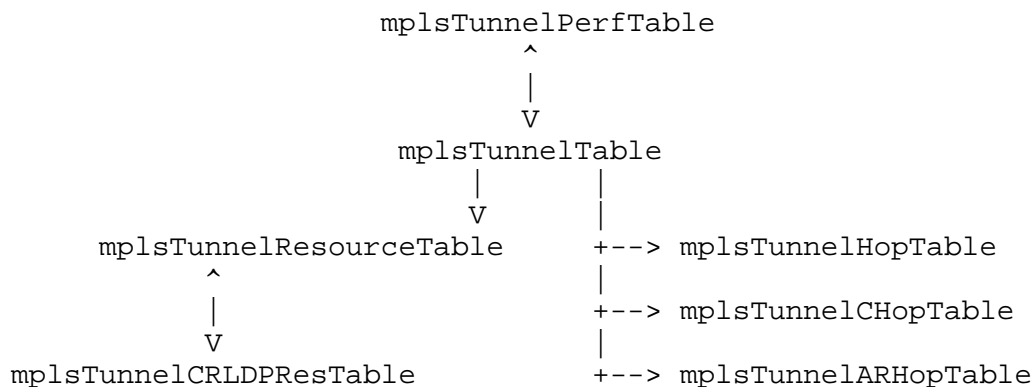 mplsTunnelPerfTable
^
|
V
mplsTunnelTable
| |
V |
mplsTunnelResourceTable +--> mplsTunnelHopTable
^ |
| +--> mplsTunnelCHopTable
V |
mplsTunnelCRLDPResTable +--> mplsTunnelARHopTable